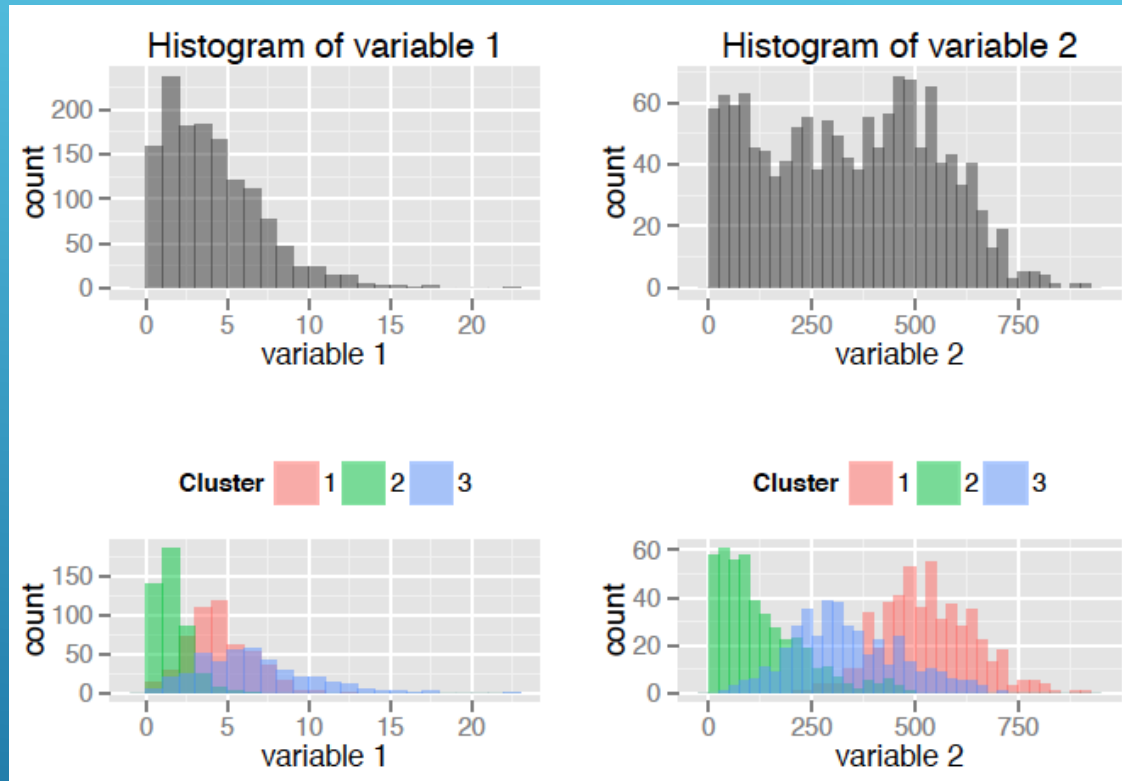 Histogram of variable 1
count
200
150
100
50
0
0 5 10 15 20
variable 1
Histogram of variable 2
count
60
40
20
0
0 250 500 750
variable 2
Cluster 1 2 3
count
150
100
50
0
0 5 10 15 20
variable 1
Cluster 1 2 3
count
60
40
20
0
0 250 500 750
variable 2